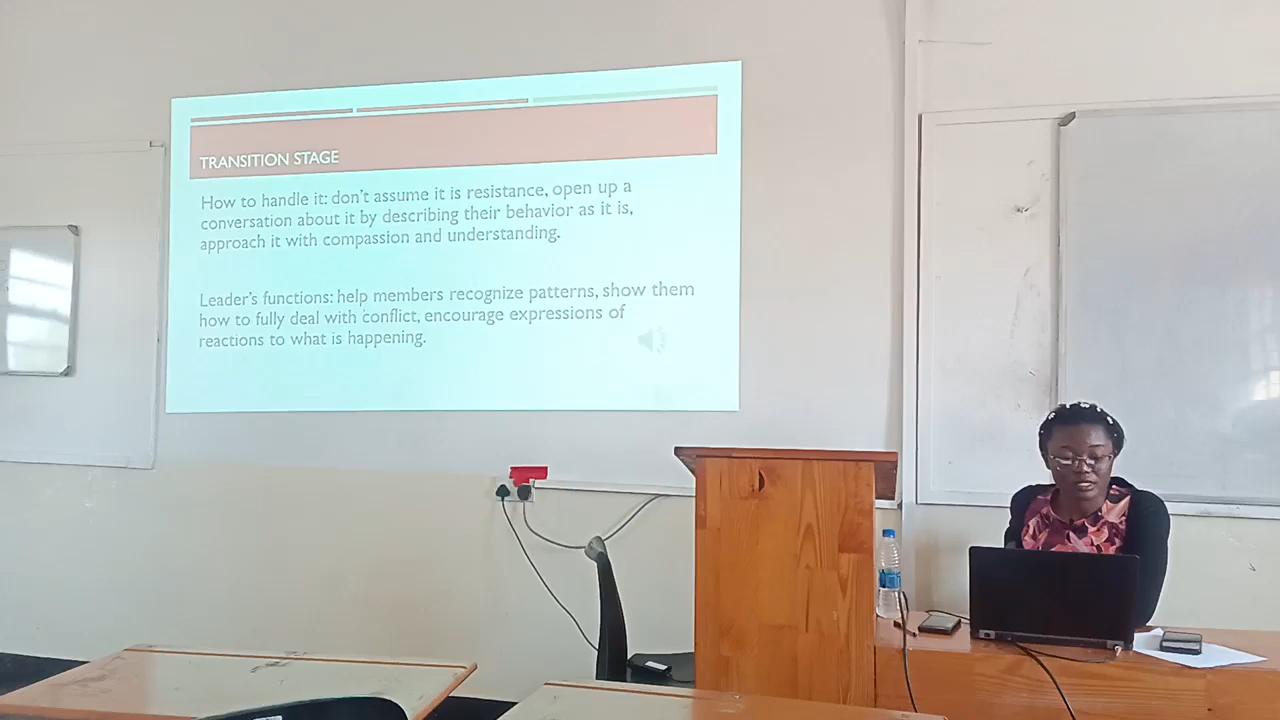 TRANSITION STAGE
How to handle it: don't assume it is resistance, open up a
conversation about it by describing their behavior as it is,
approach it with compassion and understanding.
Leader's functions: help members recognize patterns, show them
how to fully deal with conflict, encourage expressions of
reactions to what is happening.